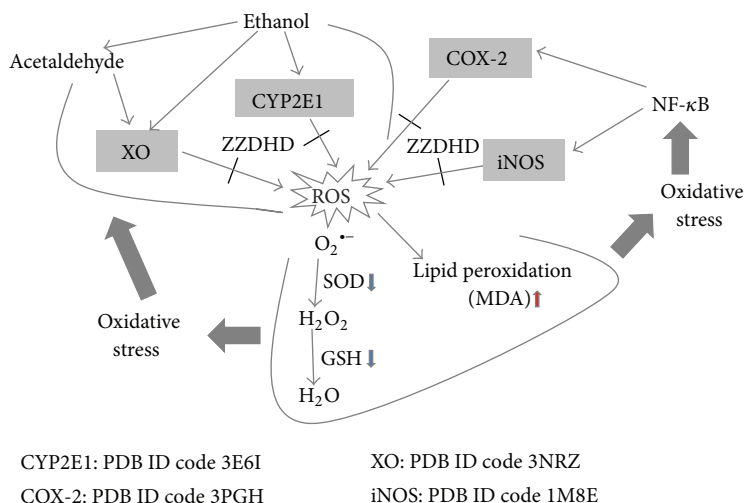 Ethanol
Acetaldehyde
COX-2
CYP2E1
NF-κB
XO
ZZDHD
ZZDHD
iNOS
ROS
Oxidative
stress
O₂•−
Lipid peroxidation
(MDA)
SOD
H₂O₂
Oxidative
stress
GSH
H₂O
CYP2E1: PDB ID code 3E6I
XO: PDB ID code 3NRZ
COX-2: PDB ID code 3PGH
iNOS: PDB ID code 1M8E